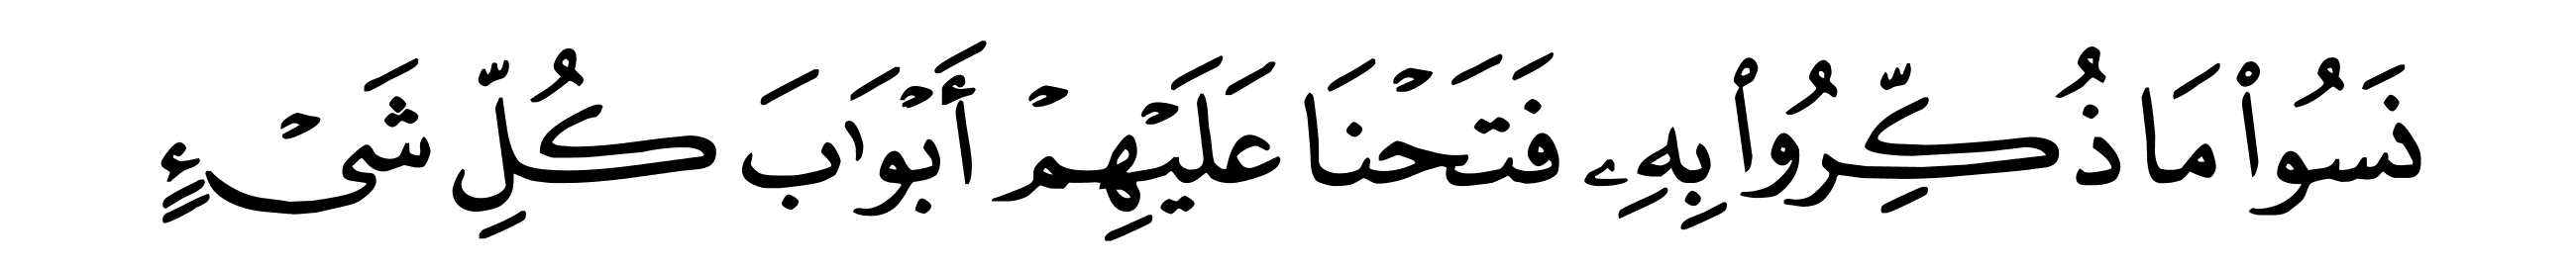 نَسُوا۟ مَا ذُكِّرُوا۟ بِهِۦ فَتَحْنَا عَلَيْهِمْ أَبْوَٰبَ كُلِّ شَىْءٍ